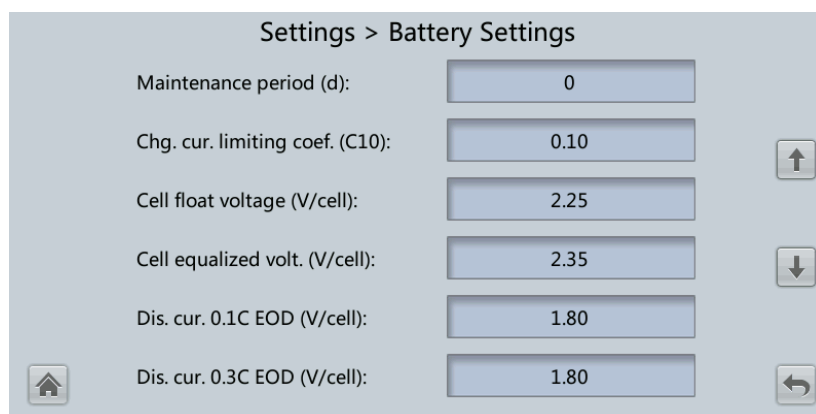 Settings > Battery Settings
Maintenance period (d): 0
Chg. cur. limiting coef. (C10): 0.10
Cell float voltage (V/cell): 2.25
Cell equalized volt. (V/cell): 2.35
Dis. cur. 0.1C EOD (V/cell): 1.80
Dis. cur. 0.3C EOD (V/cell): 1.80